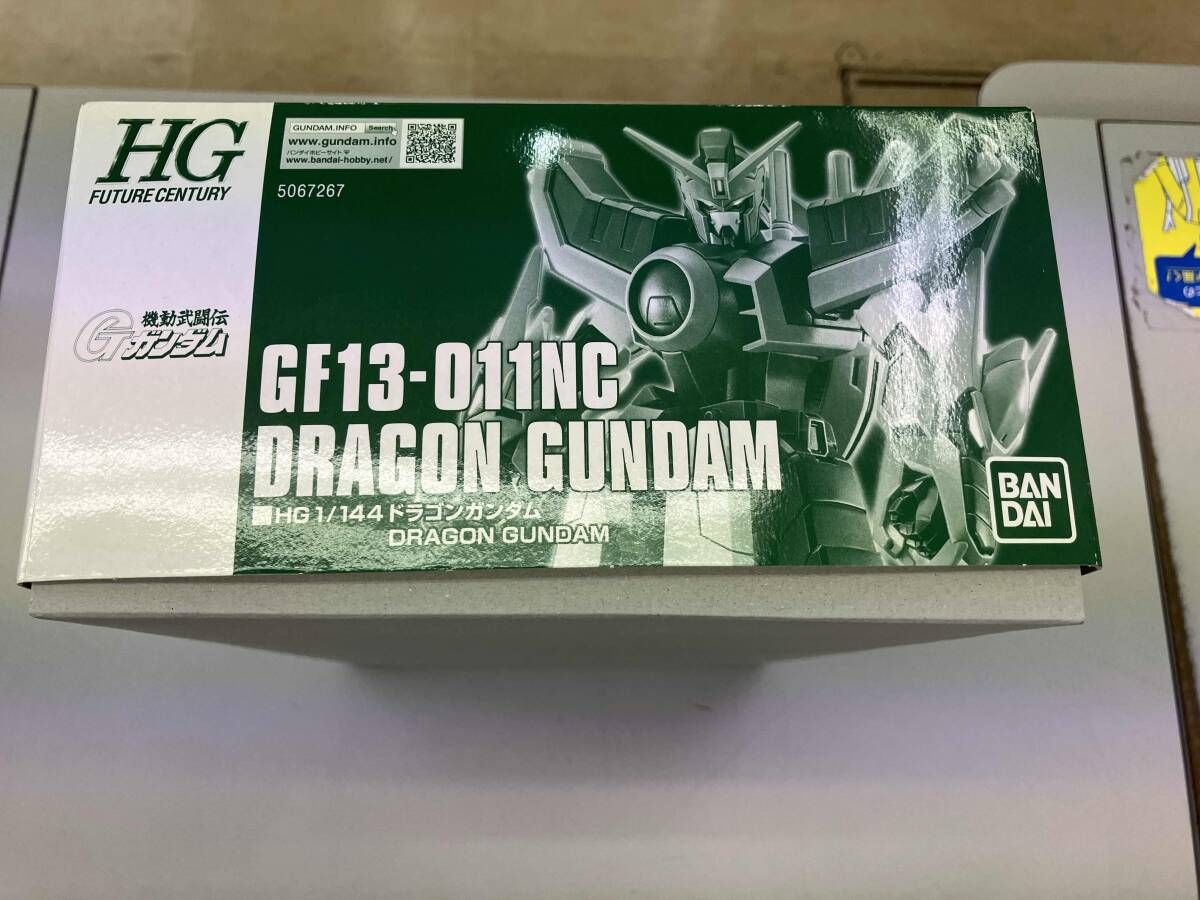 HG
FUTURE CENTURY
GUNDAM.INFO Search
www.gundam.info
バンダイホビーサイト
www.bandai-hobby.net/
5067267
機動武闘伝
Gガンダム
GF13-011NC
DRAGON GUNDAM
HG 1/144 ドラゴンガンダム
DRAGON GUNDAM
BAN
DAI